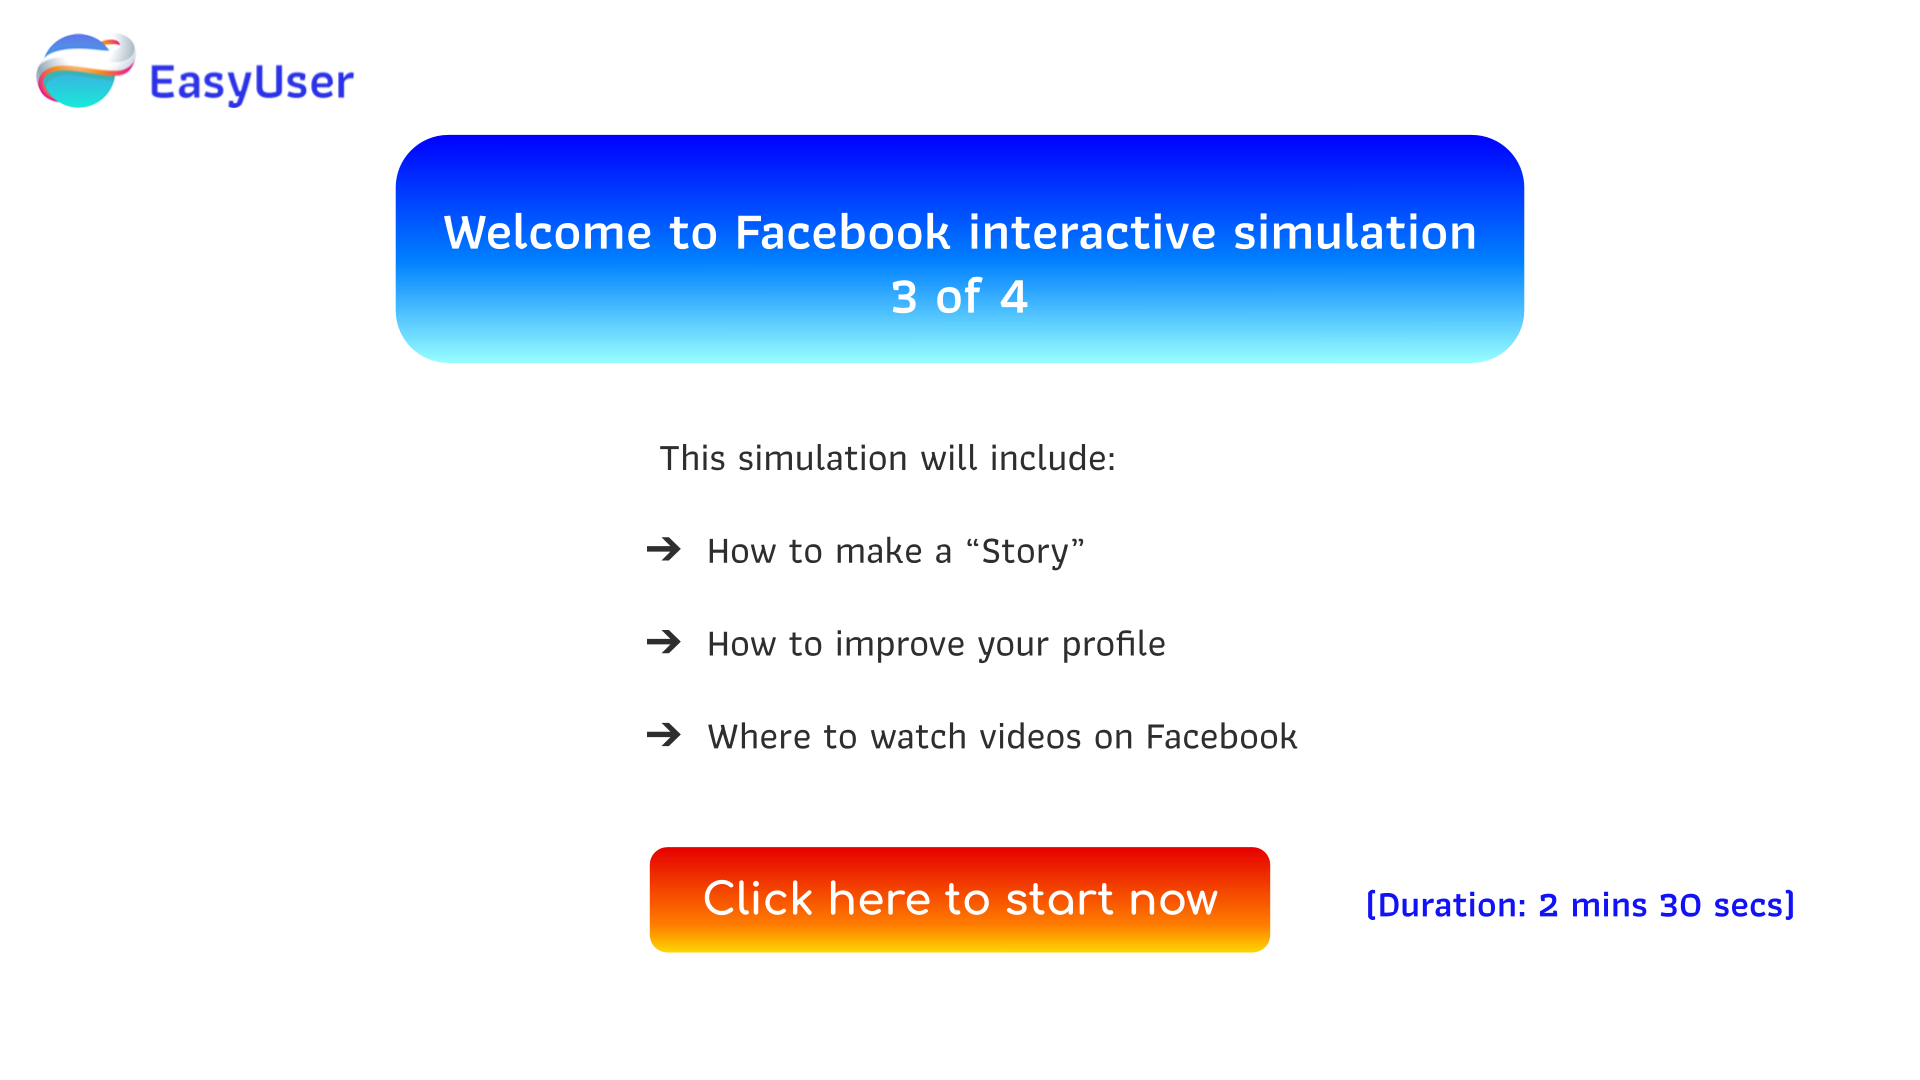 EasyUser
Welcome to Facebook interactive simulation
3 of 4
This simulation will include:
➔ How to make a “Story”
➔ How to improve your profile
➔ Where to watch videos on Facebook
Click here to start now
(Duration: 2 mins 30 secs)